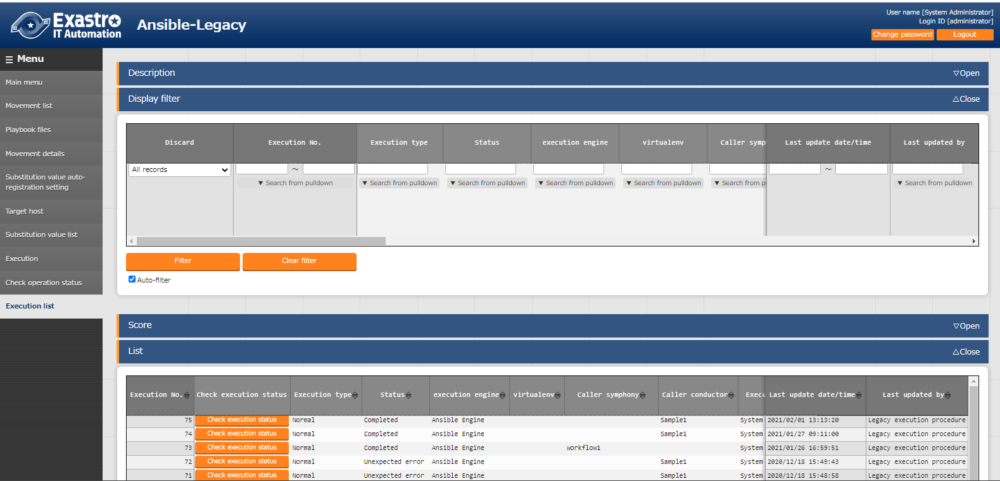 Exastro
IT Automation
Ansible-Legacy
User name [System Administrator]
Login ID [administrator]
Change password
Logout
Menu
Main menu
Movement list
Playbook files
Movement details
Substitution value auto-
registration setting
Target host
Substitution value list
Execution
Check operation status
Execution list
Description
▽Open
Display filter
△Close
Discard Execution No. Execution type Status execution engine virtualenv Caller symp Last update date/time Last updated by
All records ~ ~
▼ Search from pulldown ▼ Search from pulldown ▼ Search from pulldown ▼ Search from pulldown ▼ Search from pulldown ▼ Search from p ▼ Search from pulldown
Filter Clear filter
Auto-filter
Score
▽Open
List
△Close
Execution No. Check execution status Execution type Status execution engine virtualenv Caller symphony Caller conductor Execu Last update date/time Last updated by
75 Check execution status Normal Completed Ansible Engine Sample1 System 2021/02/01 13:13:20 Legacy execution procedure
74 Check execution status Normal Completed Ansible Engine Sample1 System 2021/01/27 09:11:00 Legacy execution procedure
73 Check execution status Normal Completed Ansible Engine workflow1 System 2021/01/26 16:59:51 Legacy execution procedure
72 Check execution status Normal Unexpected error Ansible Engine Sample1 System 2020/12/18 15:49:43 Legacy execution procedure
71 Check execution status Normal Unexpected error Ansible Engine Sample1 System 2020/12/18 15:48:58 Legacy execution procedure